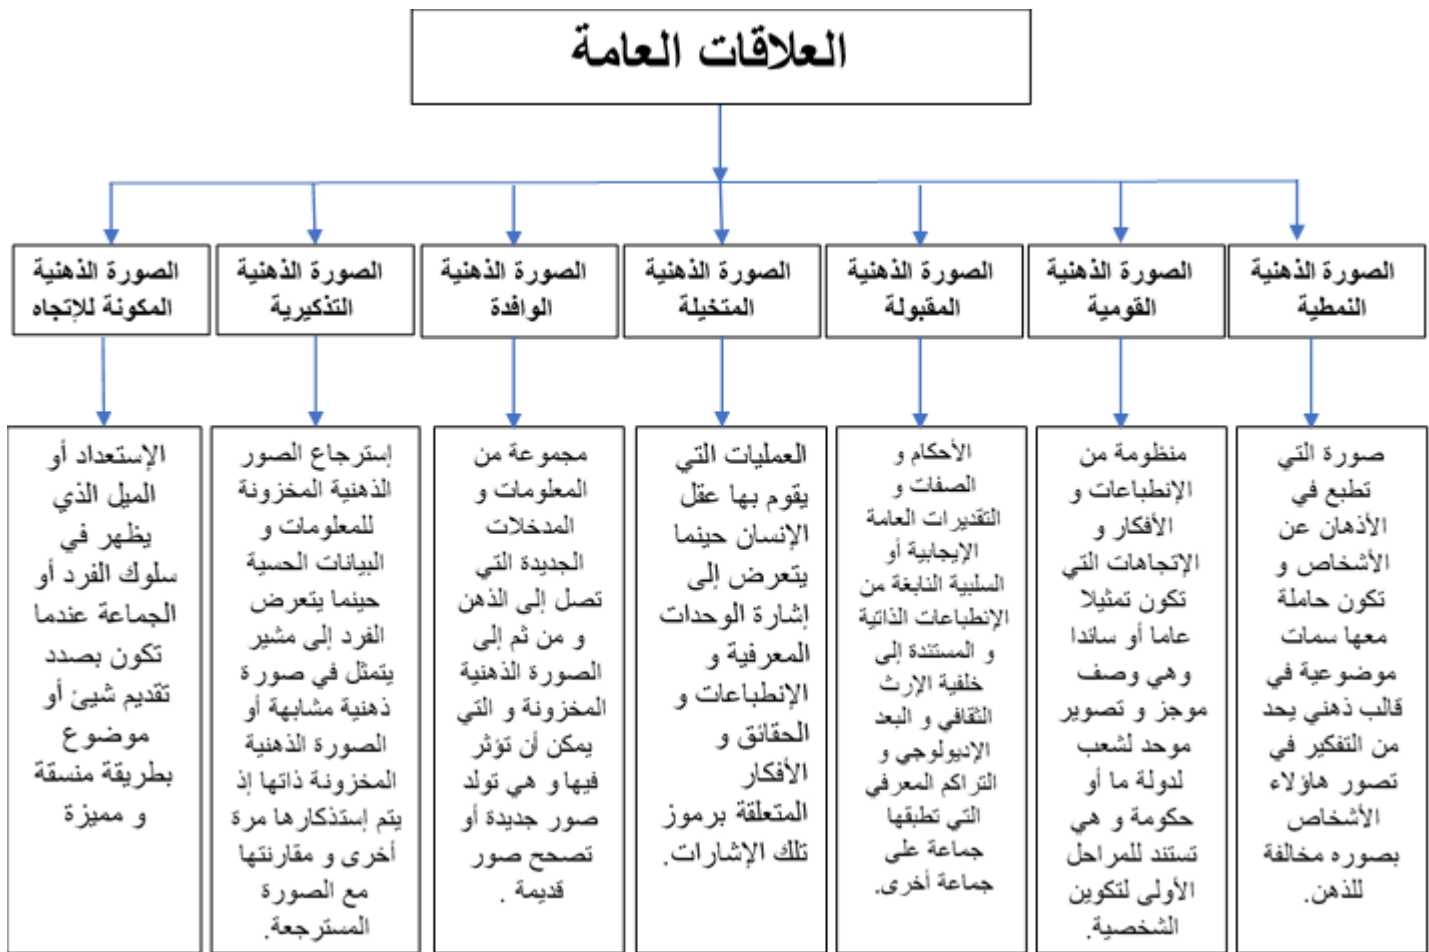 العلاقات العامة
الصورة الذهنية
النمطية
الصورة الذهنية
القومية
الصورة الذهنية
المقبولة
الصورة الذهنية
المتخيلة
الصورة الذهنية
الوافدة
الصورة الذهنية
التذكيرية
الصورة الذهنية
المكونة للإتجاه
صورة التي
تطبع في
الأذهان عن
الأشخاص و
تكون حاملة
معها سمات
موضوعية في
قالب ذهني يحد
من التفكير في
تصور هاؤلاء
الأشخاص
بصوره مخالفة
للذهن.
منظومة من
الإنطباعات و
الأفكار و
الإتجاهات التي
تكون تمثيلا
عاما أو سائدا
وهي وصف
موجز و تصوير
موحد لشعب
لدولة ما أو
حكومة و هي
تستند للمراحل
الأولى لتكوين
الشخصية.
الأحكام و
الصفات و
التقديرات العامة
الإيجابية أو
السلبية النابغة من
الإنطباعات الذاتية
و المستندة إلى
خلفية الإرث
الثقافي و البعد
الإديولوجي و
التراكم المعرفي
التي تطبقها
جماعة على
جماعة أخرى.
العمليات التي
يقوم بها عقل
الإنسان حينما
يتعرض إلى
إشارة الوحدات
المعرفية و
الإنطباعات و
الحقائق و
الأفكار
المتعلقة برموز
تلك الإشارات.
مجموعة من
المعلومات و
المدخلات
الجديدة التي
تصل إلى الذهن
و من ثم إلى
الصورة الذهنية
المخزونة و التي
يمكن أن تؤثر
فيها و هي تولد
صور جديدة أو
تصحح صور
قديمة .
إسترجاع الصور
الذهنية المخزونة
للمعلومات و
البيانات الحسية
حينما يتعرض
الفرد إلى مشير
يتمثل في صورة
ذهنية مشابهة أو
الصورة الذهنية
المخزونة ذاتها إذ
يتم إستذكارها مرة
أخرى و مقارنتها
مع الصورة
المسترجعة.
الإستعداد أو
الميل الذي
يظهر في
سلوك الفرد أو
الجماعة عندما
تكون بصدد
تقديم شيئ أو
موضوع
بطريقة منسقة
و مميزة